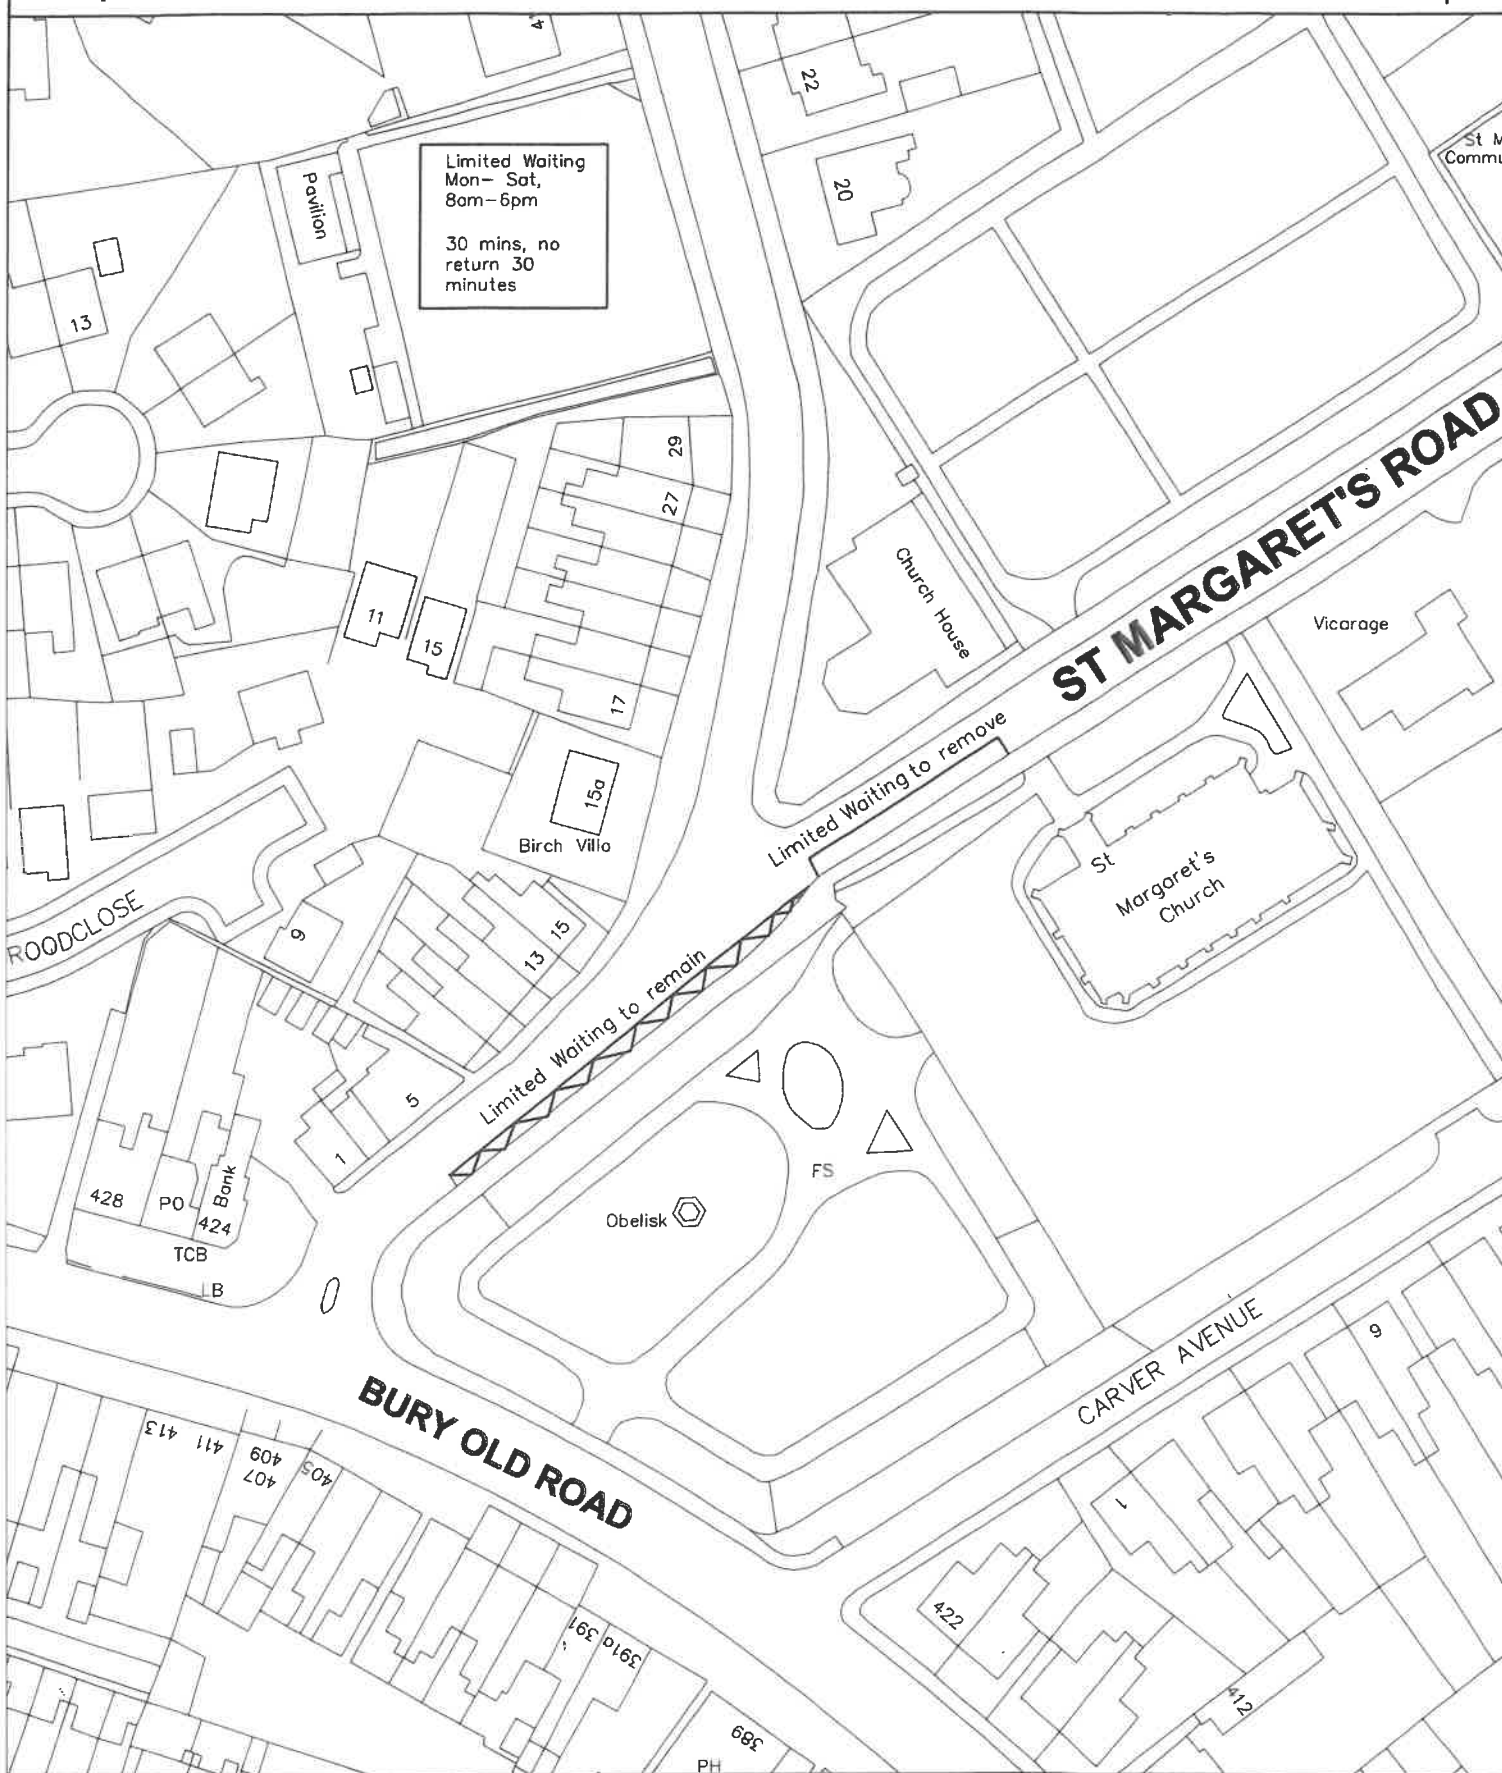 22
20
St M
Commu
Limited Waiting
Mon- Sat,
8am-6pm
30 mins, no
return 30
minutes
Pavilion
13
29
27
ST MARGARET'S ROAD
Church House
Vicarage
11
15
17
15a
Birch Villa
Limited Waiting to remove
St
Margaret's
Church
ROODCLOSE
9
13
15
Limited Waiting to remain
5
1
428
PO
Bank
424
TCB
LB
FS
Obelisk
BURY OLD ROAD
CARVER AVENUE
9
1
413
411
409
407
405
422
412
391
391a
389
PH